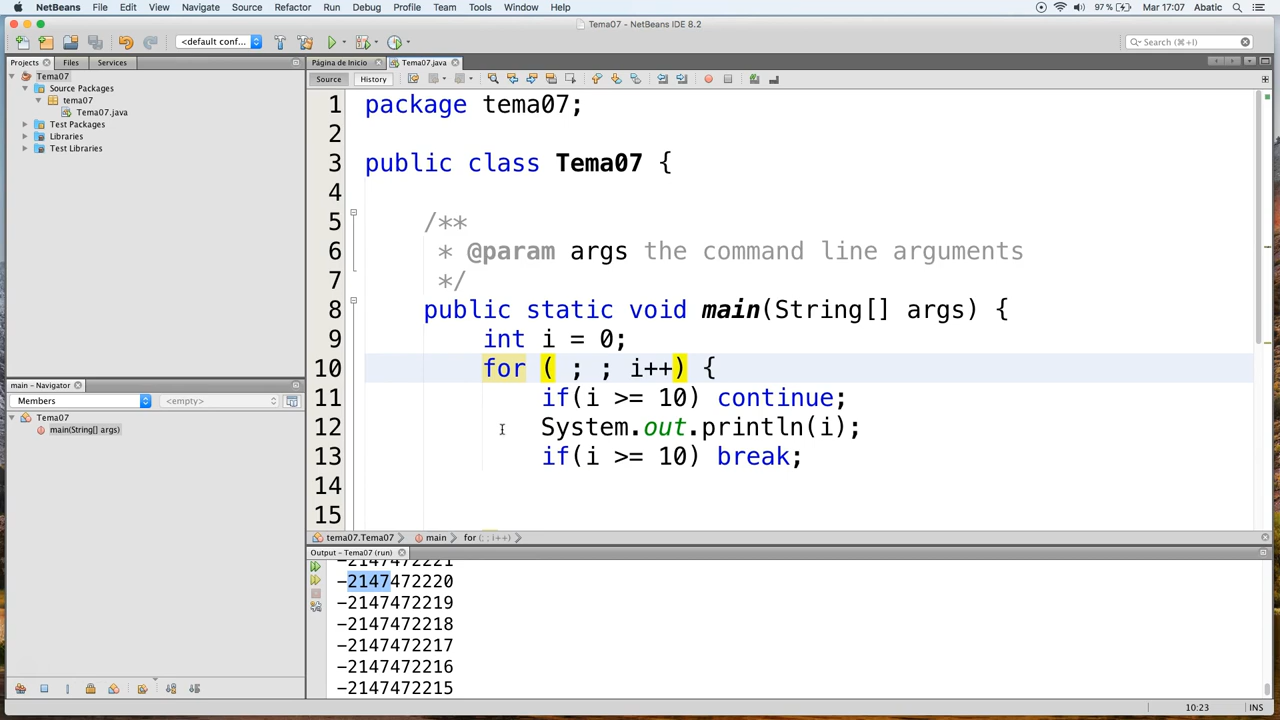 NetBeans File Edit View Navigate Source Refactor Run Debug Profile Team Tools Window Help 97 % Mar 17:07 Abatic
Tema07 - NetBeans IDE 8.2
<default conf... Search (⌘+I)
Projects Files Services
Tema07
Source Packages
tema07
Tema07.java
Test Packages
Libraries
Test Libraries
main - Navigator
Members <empty>
Tema07
main(String[] args)
Página de Inicio Tema07.java
Source History
1 package tema07;
2
3 public class Tema07 {
4
5 /**
6 * @param args the command line arguments
7 */
8 public static void main(String[] args) {
9 int i = 0;
10 for ( ; ; i++) {
11 if(i >= 10) continue;
12 System.out.println(i);
13 if(i >= 10) break;
14
15
tema07.Tema07 main for (; ; i++)
Output - Tema07 (run)
-2147472221
-2147472220
-2147472219
-2147472218
-2147472217
-2147472216
-2147472215
10:23 INS